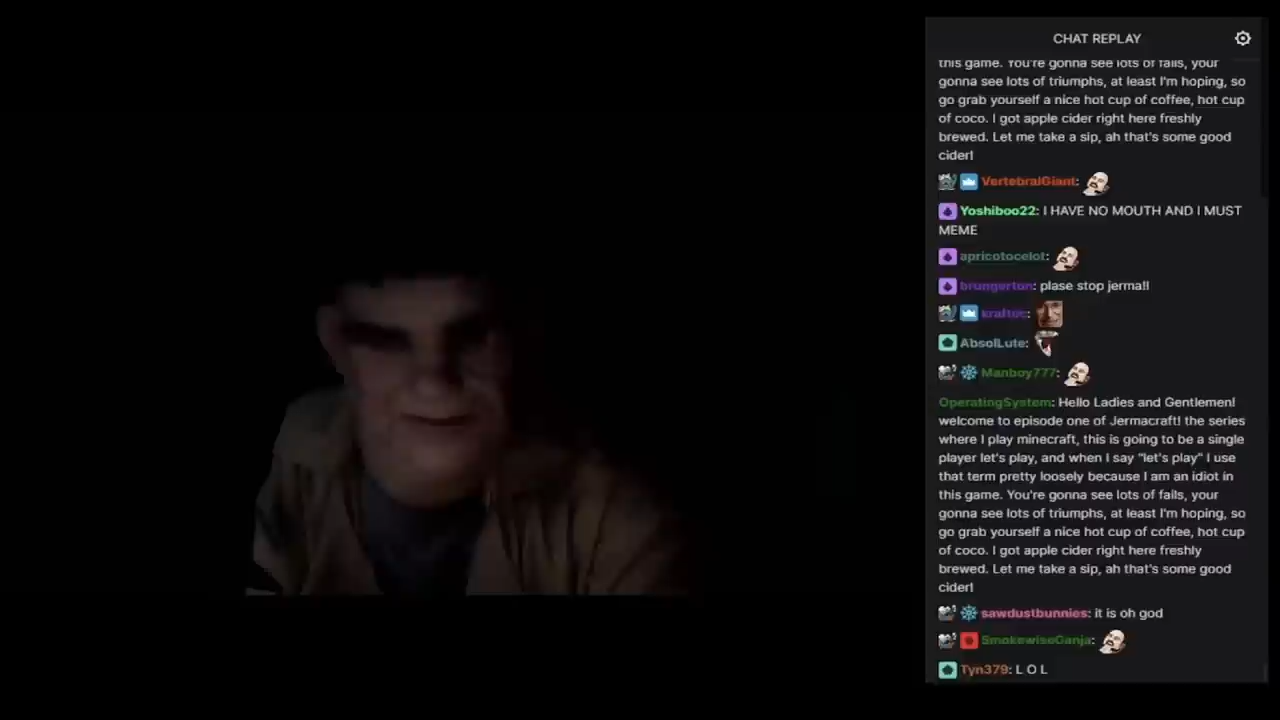 CHAT REPLAY
this game. You're gonna see lots of fails, your
gonna see lots of triumphs, at least I'm hoping, so
go grab yourself a nice hot cup of coffee, hot cup
of coco. I got apple cider right here freshly
brewed. Let me take a sip, ah that's some good
cider!
VertebralGiant:
Yoshiboo22: I HAVE NO MOUTH AND I MUST
MEME
apricotocelot:
brungerton: plase stop jerma!!
kraftoc:
AbsolLute:
Manboy777:
OperatingSystem: Hello Ladies and Gentlemen!
welcome to episode one of Jermacraft! the series
where I play minecraft, this is going to be a single
player let's play, and when I say "let's play" I use
that term pretty loosely because I am an idiot in
this game. You're gonna see lots of fails, your
gonna see lots of triumphs, at least I'm hoping, so
go grab yourself a nice hot cup of coffee, hot cup
of coco. I got apple cider right here freshly
brewed. Let me take a sip, ah that's some good
cider!
sawdustbunnies: it is oh god
SmokewiseGanja:
Tyn379: L O L